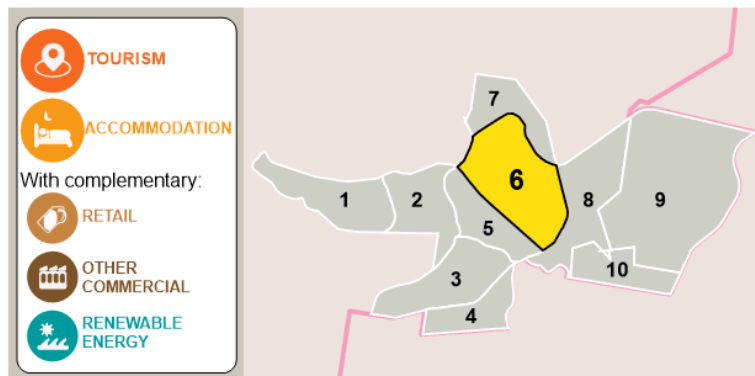 TOURISM
ACCOMMODATION
With complementary:
RETAIL
OTHER
COMMERCIAL
RENEWABLE
ENERGY
7
6
1
2
8
9
5
3
10
4